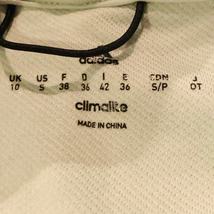 adidas
UK US F D I E CDN J
10 S 38 36 42 36 S/P OT
climalite
MADE IN CHINA